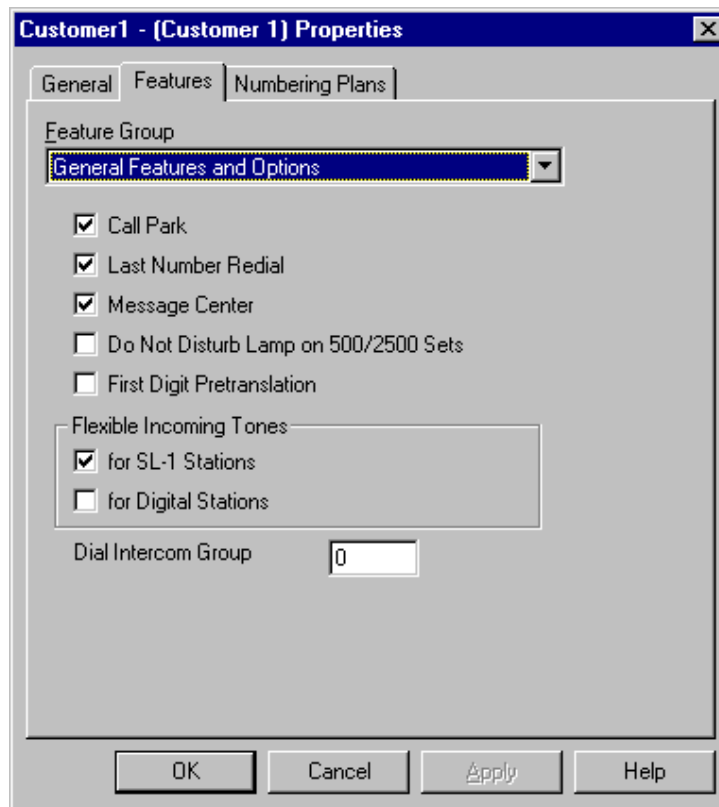 Customer1 - (Customer 1) Properties
General Features Numbering Plans
Feature Group
General Features and Options
Call Park
Last Number Redial
Message Center
Do Not Disturb Lamp on 500/2500 Sets
First Digit Pretranslation
Flexible Incoming Tones
for SL-1 Stations
for Digital Stations
Dial Intercom Group 0
OK Cancel Apply Help